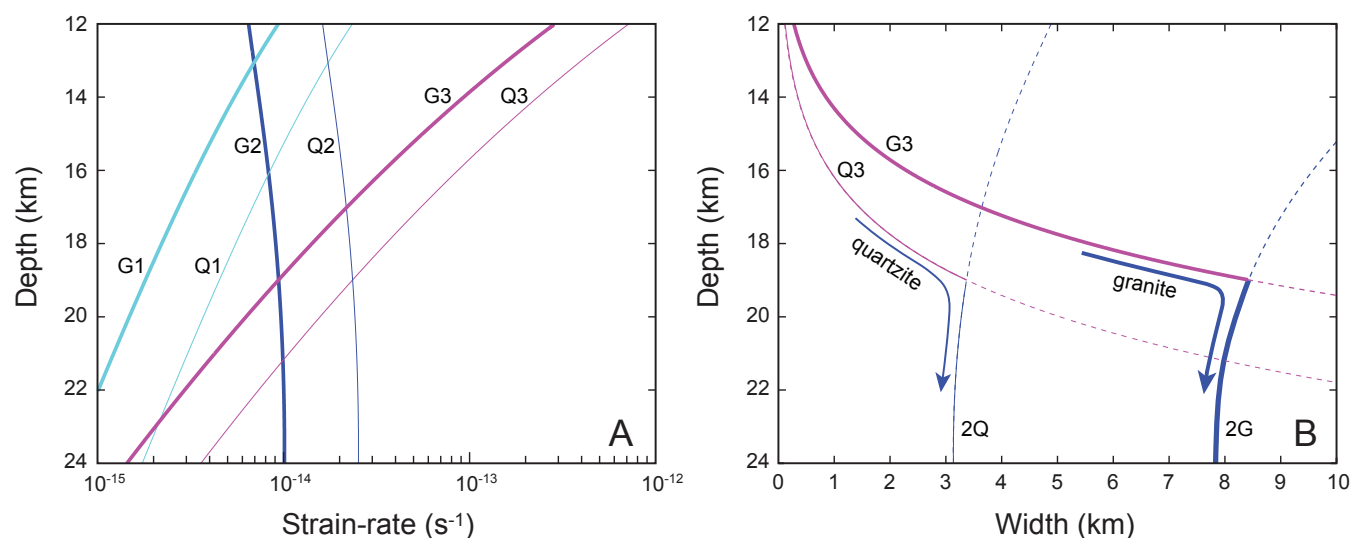 12
14
16
18
20
22
24
Depth (km)
10-15
10-14
10-13
10-12
Strain-rate (s-1)
G1
Q1
G2
Q2
G3
Q3
A
12
14
16
18
20
22
24
Depth (km)
0
1
2
3
4
5
6
7
8
9
10
Width (km)
G3
Q3
quartzite
granite
2Q
2G
B